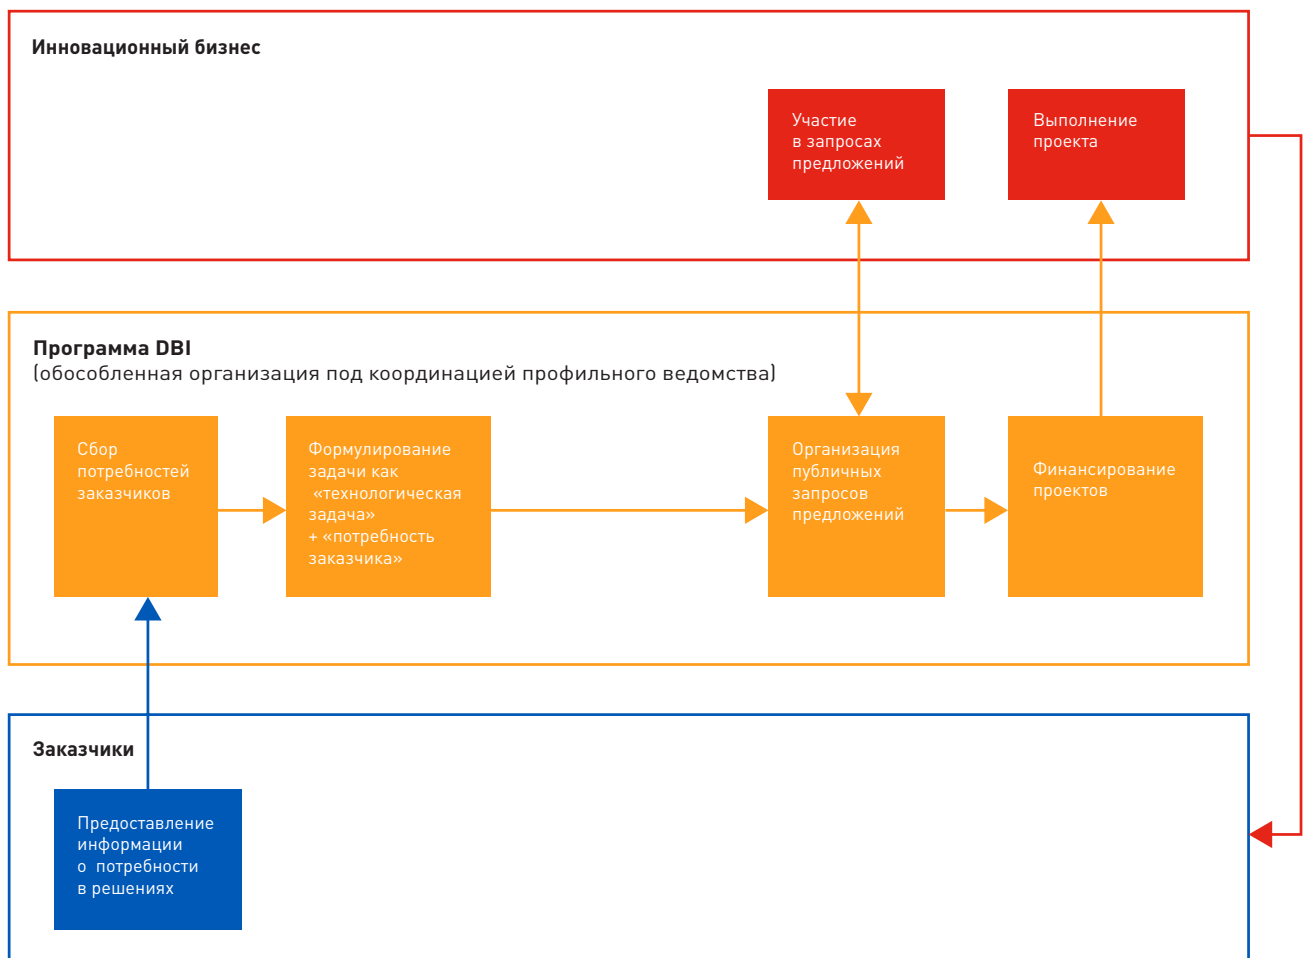 Инновационный бизнес
Участие
в запросах
предложений
Выполнение
проекта
Программа DBI
(обособленная организация под координацией профильного ведомства)
Сбор
потребностей
заказчиков
Формулирование
задачи как
«технологическая
задача»
+ «потребность
заказчика»
Организация
публичных
запросов
предложений
Финансирование
проектов
Заказчики
Предоставление
информации
о потребности
в решениях